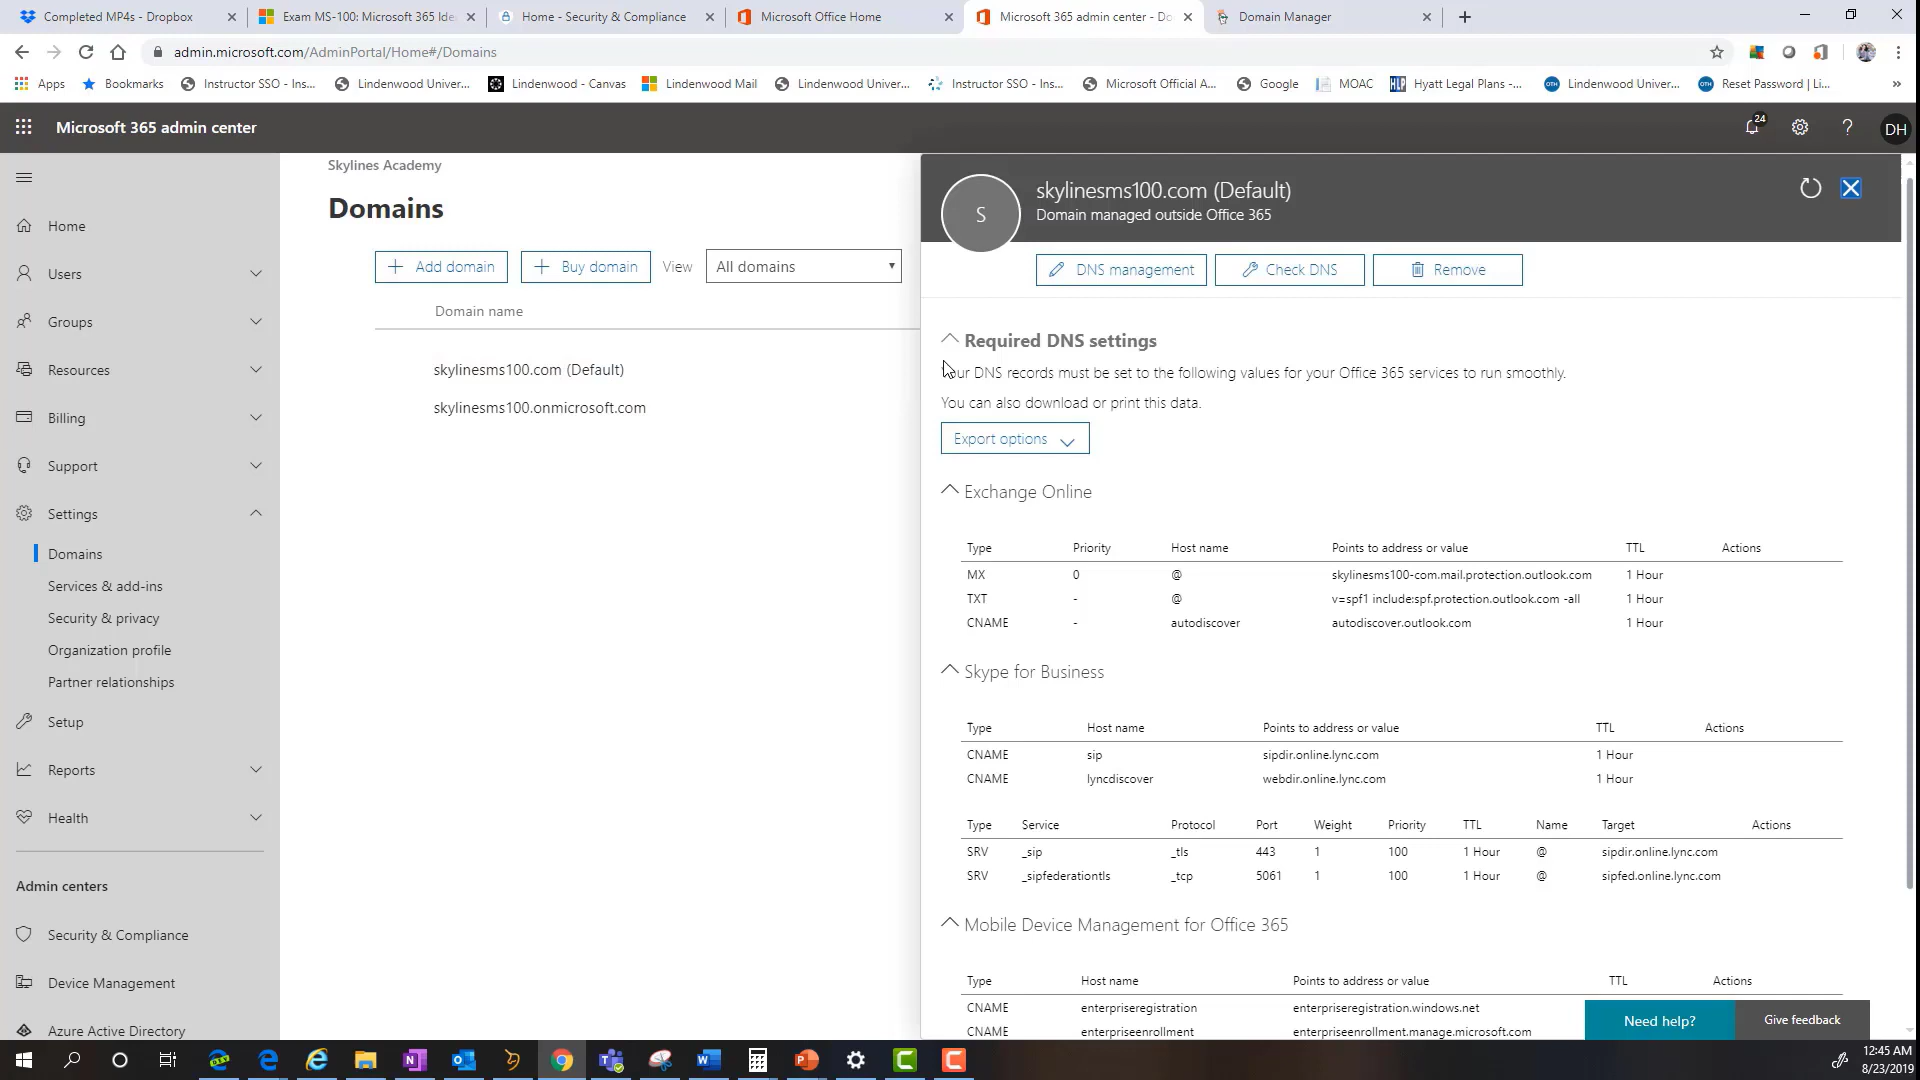 Completed MP4s - Dropbox
Exam MS-100: Microsoft 365 Ide
Home - Security & Compliance
Microsoft Office Home
Microsoft 365 admin center - Do
Domain Manager
admin.microsoft.com/AdminPortal/Home#/Domains
Apps
Bookmarks
Instructor SSO - Ins...
Lindenwood Univer...
Lindenwood - Canvas
Lindenwood Mail
Lindenwood Univer...
Instructor SSO - Ins...
Microsoft Official A...
Google
MOAC
HLP
Hyatt Legal Plans -...
Lindenwood Univer...
Reset Password | Li...
»
Microsoft 365 admin center
24
?
DH
Home
Users
Groups
Resources
Billing
Support
Settings
Domains
Services & add-ins
Security & privacy
Organization profile
Partner relationships
Setup
Reports
Health
Admin centers
Security & Compliance
Device Management
Azure Active Directory
Skylines Academy
Domains
Add domain
Buy domain
View
All domains
Domain name
skylinesms100.com (Default)
skylinesms100.onmicrosoft.com
S
skylinesms100.com (Default)
Domain managed outside Office 365
DNS management
Check DNS
Remove
Required DNS settings
Your DNS records must be set to the following values for your Office 365 services to run smoothly.
You can also download or print this data.
Export options
Exchange Online
Type Priority Host name Points to address or value TTL Actions
MX 0 @ skylinesms100-com.mail.protection.outlook.com 1 Hour
TXT - @ v=spf1 include:spf.protection.outlook.com -all 1 Hour
CNAME - autodiscover autodiscover.outlook.com 1 Hour
Skype for Business
Type Host name Points to address or value TTL Actions
CNAME sip sipdir.online.lync.com 1 Hour
CNAME lyncdiscover webdir.online.lync.com 1 Hour
Type Service Protocol Port Weight Priority TTL Name Target Actions
SRV _sip _tls 443 1 100 1 Hour @ sipdir.online.lync.com
SRV _sipfederationtls _tcp 5061 1 100 1 Hour @ sipfed.online.lync.com
Mobile Device Management for Office 365
Type Host name Points to address or value TTL Actions
CNAME enterpriseregistration enterpriseregistration.windows.net
CNAME enterpriseenrollment enterpriseenrollment.manage.microsoft.com
Need help?
Give feedback
12:45 AM
8/23/2019